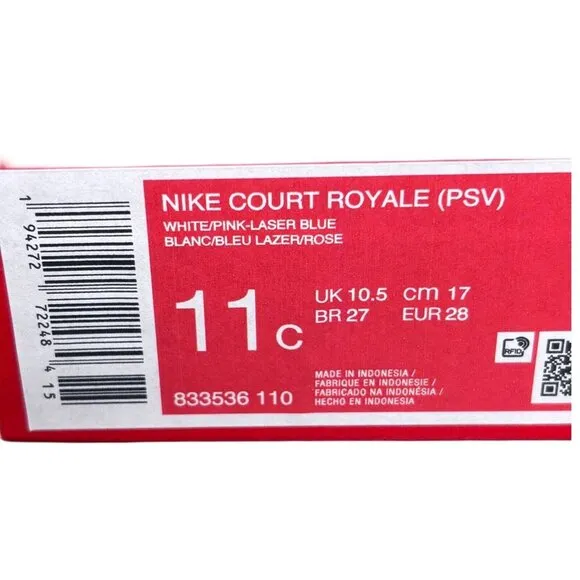 NIKE COURT ROYALE (PSV)
WHITE/PINK-LASER BLUE
BLANC/BLEU LAZER/ROSE
11 C
UK 10.5 cm 17
BR 27 EUR 28
833536 110
MADE IN INDONESIA /
FABRIQUE EN INDONESIE /
FABRICADO NA INDONÉSIA /
HECHO EN INDONESIA
RFID
1 94272 72248 4 15